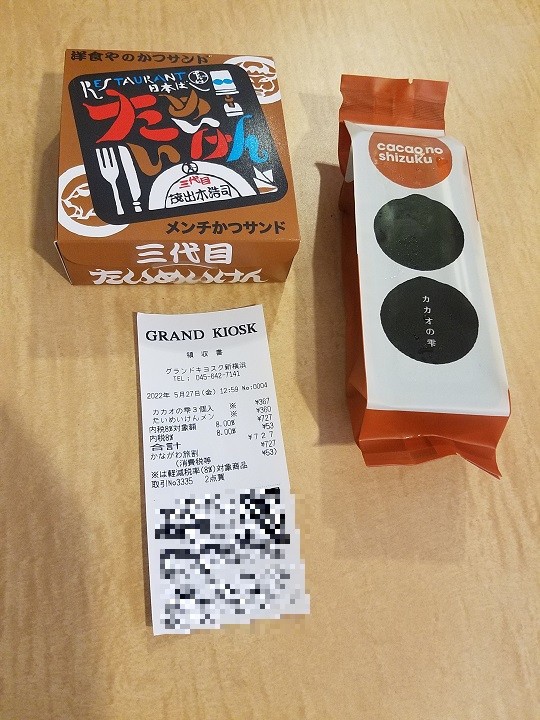 洋食やのかつサンド
RESTAURANT
日本ばし
たいめいけん
三代目
茂出木浩司
メンチかつサンド
三代目
たいめいけん
cacao no
shizuku
カカオの雫
GRAND KIOSK
領収書
グランドキヨスク新横浜
TEL: 045-642-7141
2022年 5月27日(金) 12:59 No:0004
カカオの雫3個入 ※ ¥367
たいめいけんメン ※ ¥360
内税8%対象額 8.00% ¥727
内税8% 8.00% ¥53
合計 ¥727
かながわ旅割 ¥727
(消費税等 ¥53)
※は軽減税率(8%)対象商品
取引No3335 2点買